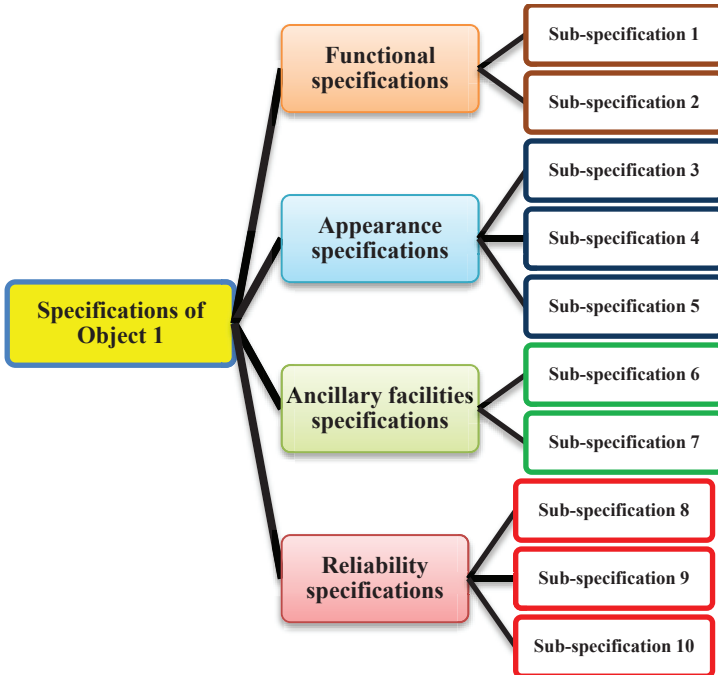 Specifications of
Object 1
Functional
specifications
Sub-specification 1
Sub-specification 2
Appearance
specifications
Sub-specification 3
Sub-specification 4
Sub-specification 5
Ancillary facilities
specifications
Sub-specification 6
Sub-specification 7
Reliability
specifications
Sub-specification 8
Sub-specification 9
Sub-specification 10